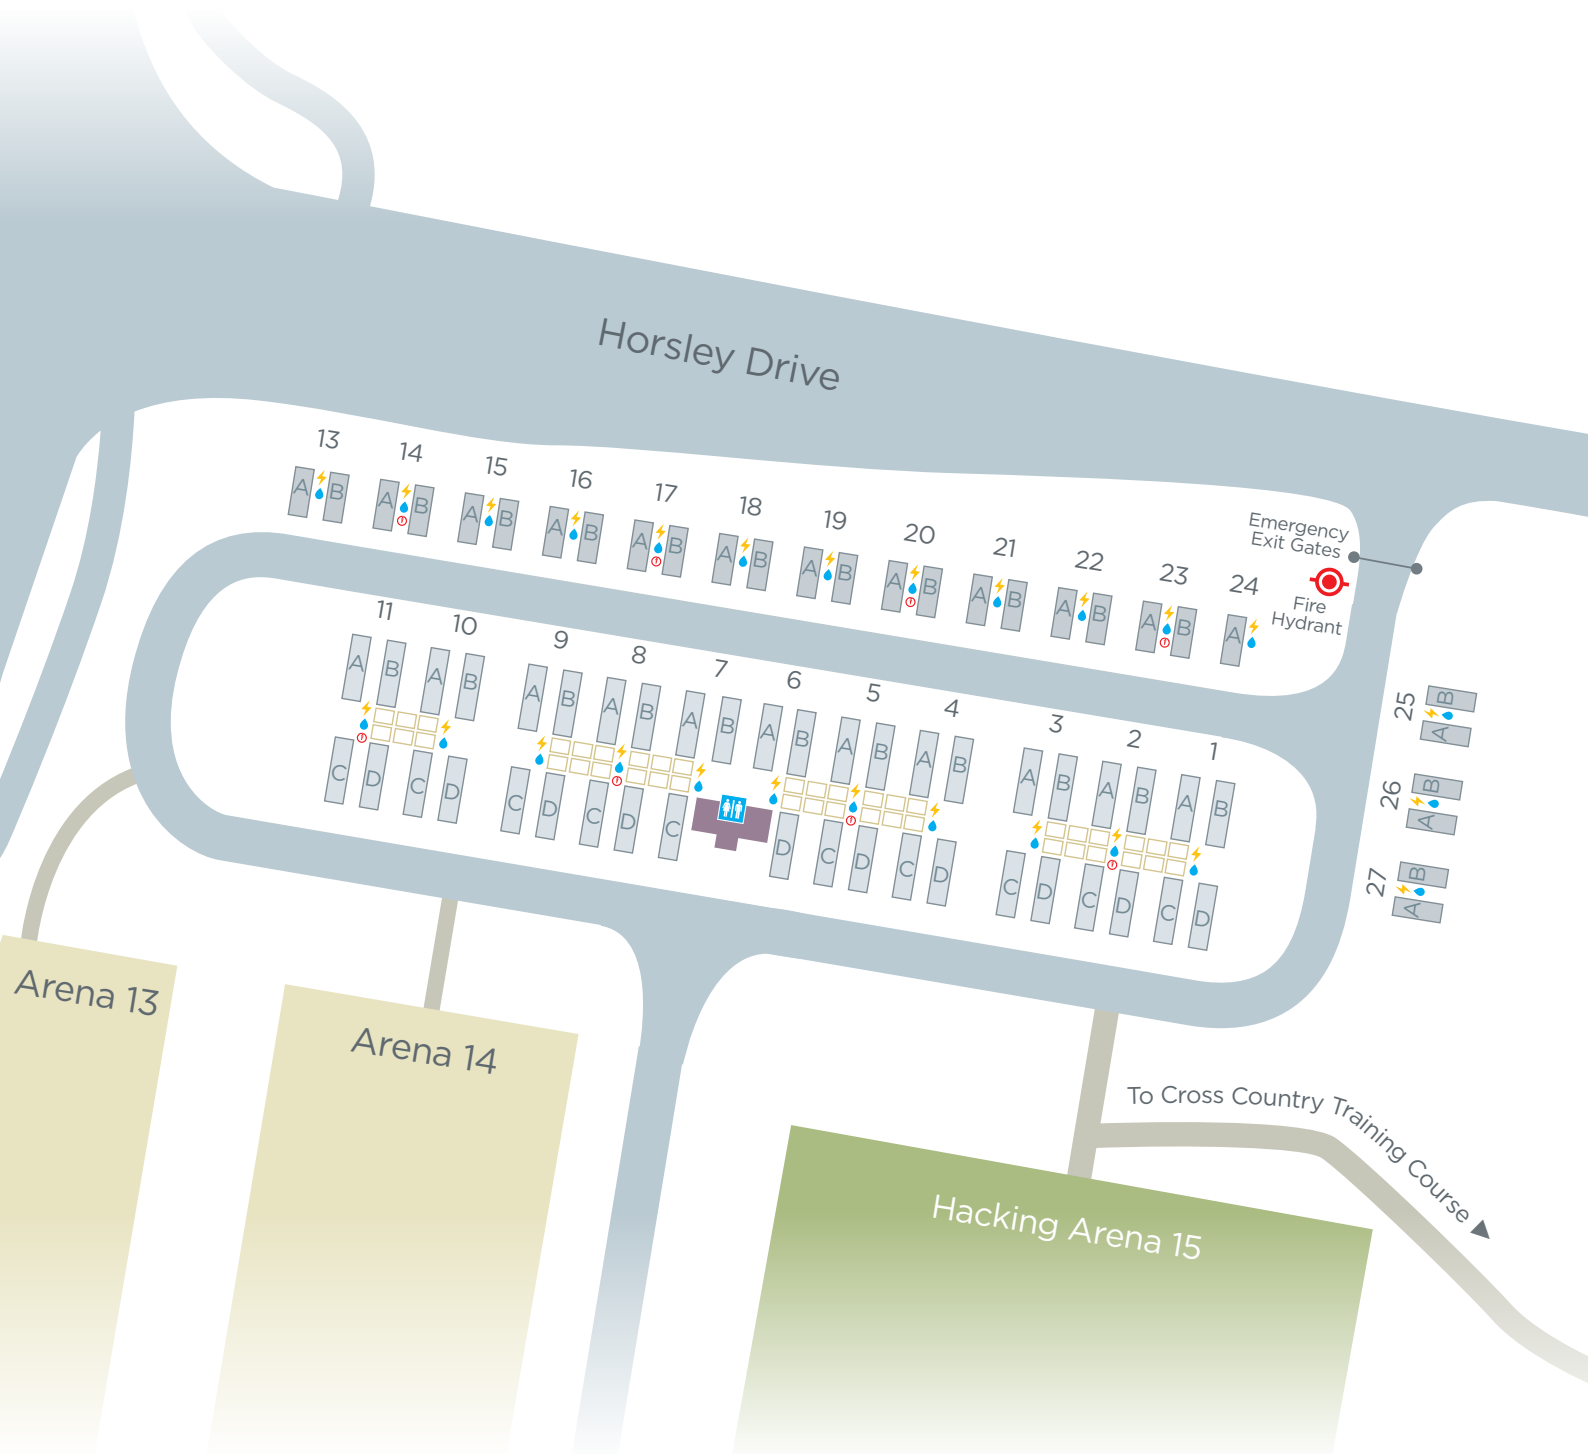 Horsley Drive
13
14
15
16
17
18
19
20
21
22
23
24
A B
A B
A B
A B
A B
A B
A B
A B
A B
A B
A B
A
Emergency
Exit Gates
Fire
Hydrant
11
10
9
8
7
6
5
4
3
2
1
A B
A B
A B
A B
A B
A B
A B
A B
A B
A B
A B
C D
C D
C D
C D
C
D
C D
C D
C D
C D
C D
25
B
A
26
B
A
27
B
A
Arena 13
Arena 14
Hacking Arena 15
To Cross Country Training Course